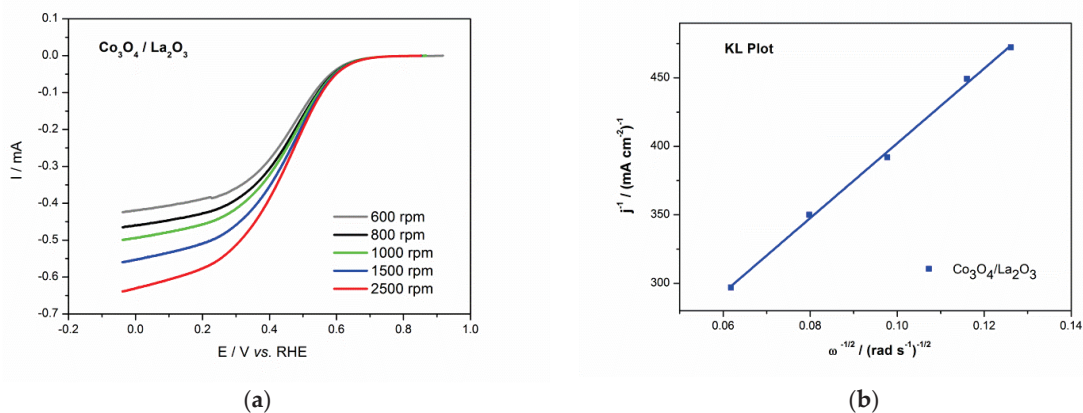 Co₃O₄ / La₂O₃
0.1
0.0
-0.1
-0.2
-0.3
-0.4
-0.5
-0.6
-0.7
I / mA
600 rpm
800 rpm
1000 rpm
1500 rpm
2500 rpm
-0.2 0.0 0.2 0.4 0.6 0.8 1.0
E / V vs. RHE
(a)
KL Plot
450
400
350
300
j⁻¹ / (mA cm⁻²)⁻¹
Co₃O₄/La₂O₃
0.06 0.08 0.10 0.12 0.14
ω⁻¹/² / (rad s⁻¹)⁻¹/²
(b)